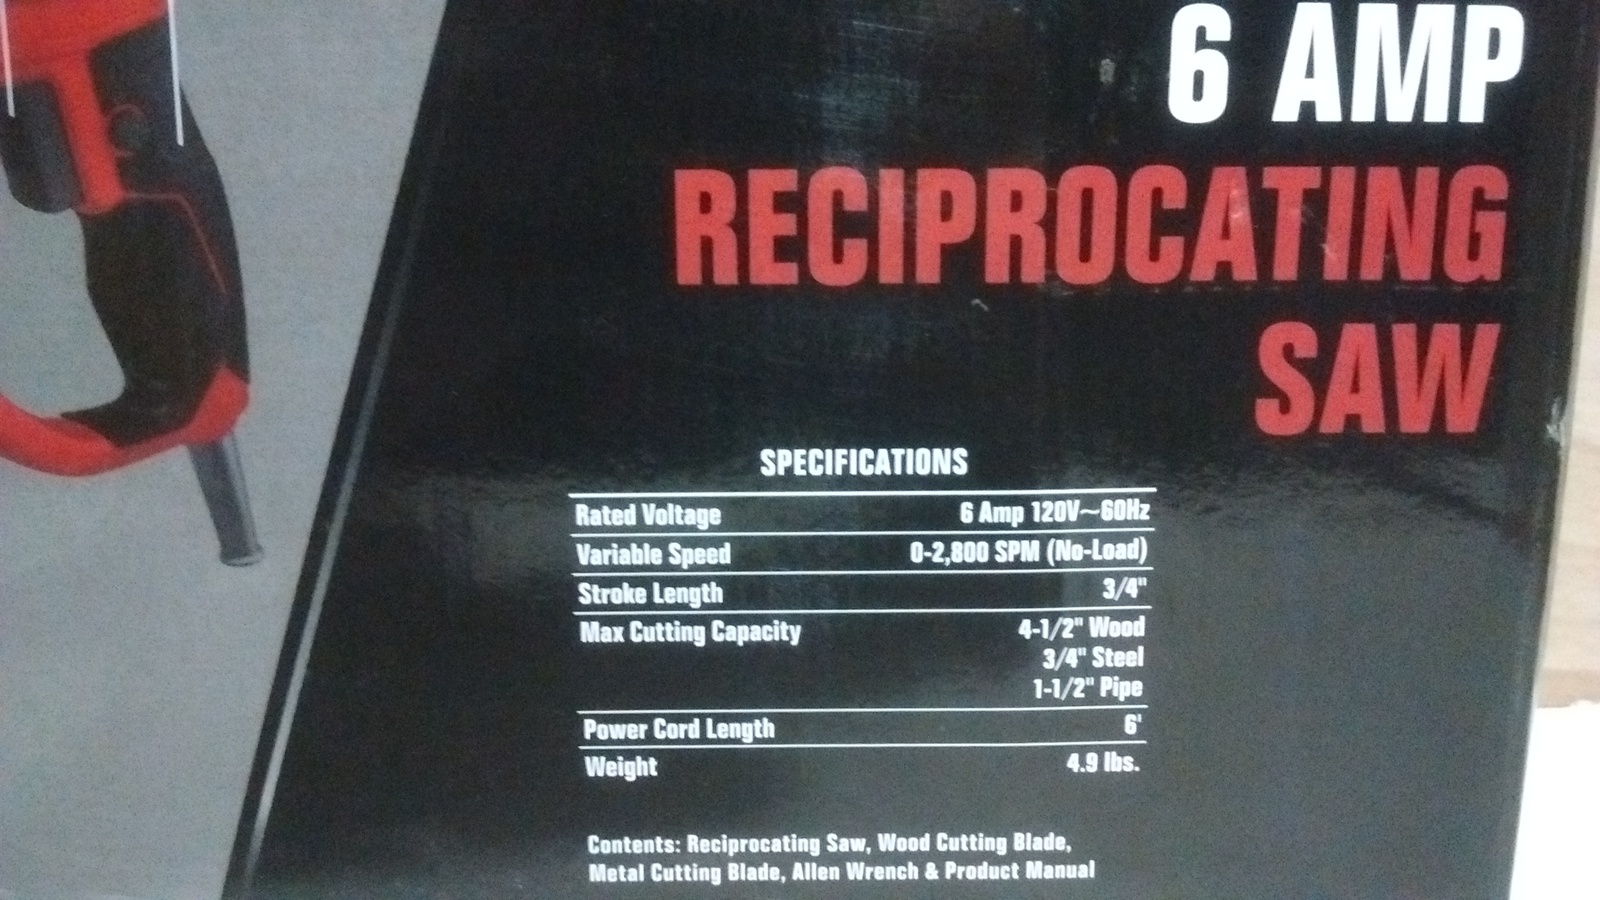 6 AMP
RECIPROCATING
SAW
SPECIFICATIONS
Rated Voltage 6 Amp 120V~60Hz
Variable Speed 0-2,800 SPM (No-Load)
Stroke Length 3/4"
Max Cutting Capacity 4-1/2" Wood
3/4" Steel
1-1/2" Pipe
Power Cord Length 6'
Weight 4.9 lbs.
Contents: Reciprocating Saw, Wood Cutting Blade,
Metal Cutting Blade, Allen Wrench & Product Manual